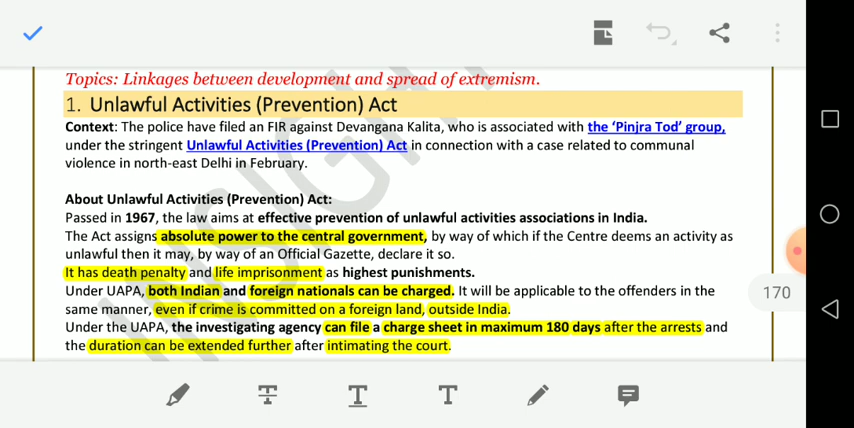 Topics: Linkages between development and spread of extremism.
1. Unlawful Activities (Prevention) Act
Context: The police have filed an FIR against Devangana Kalita, who is associated with the 'Pinjra Tod' group,
under the stringent Unlawful Activities (Prevention) Act in connection with a case related to communal
violence in north-east Delhi in February.
About Unlawful Activities (Prevention) Act:
Passed in 1967, the law aims at effective prevention of unlawful activities associations in India.
The Act assigns absolute power to the central government, by way of which if the Centre deems an activity as
unlawful then it may, by way of an Official Gazette, declare it so.
It has death penalty and life imprisonment as highest punishments.
Under UAPA, both Indian and foreign nationals can be charged. It will be applicable to the offenders in the
same manner, even if crime is committed on a foreign land, outside India.
Under the UAPA, the investigating agency can file a charge sheet in maximum 180 days after the arrests and
the duration can be extended further after intimating the court.
170